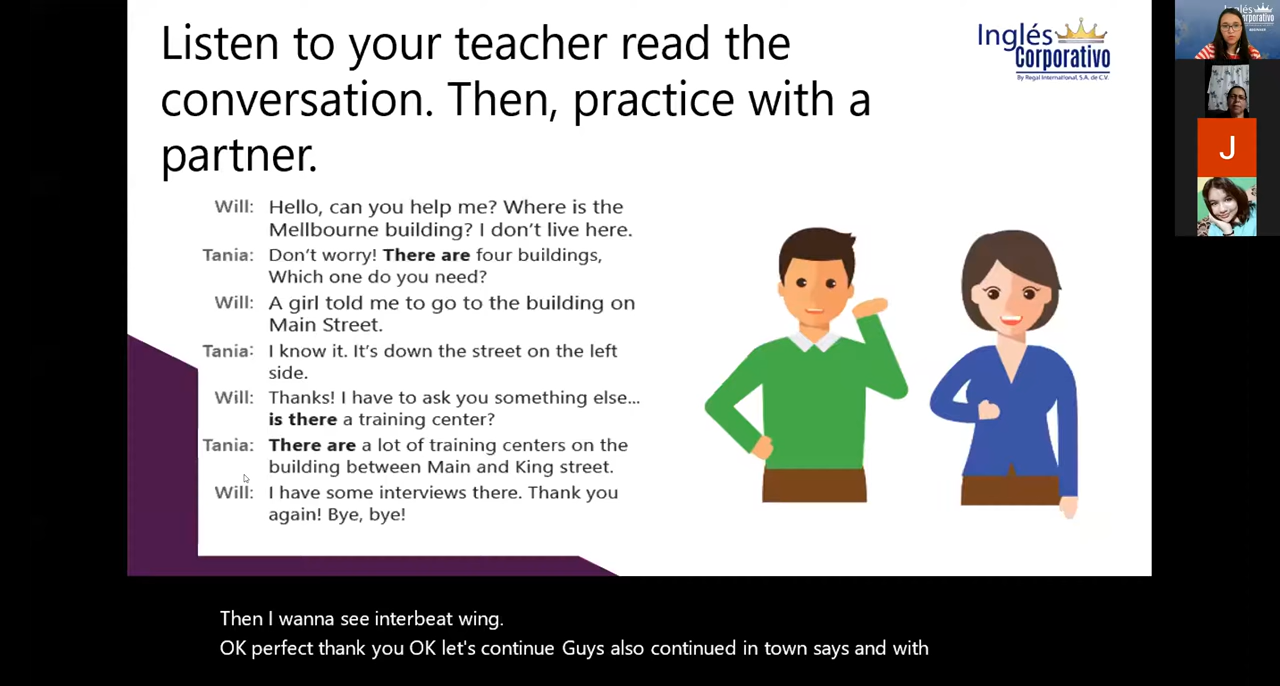 Listen to your teacher read the
conversation. Then, practice with a
partner.
Inglés
Corporativo
By Regal International, S.A. de C.V.
Will: Hello, can you help me? Where is the
Mellbourne building? I don't live here.
Tania: Don't worry! There are four buildings,
Which one do you need?
Will: A girl told me to go to the building on
Main Street.
Tania: I know it. It's down the street on the left
side.
Will: Thanks! I have to ask you something else...
is there a training center?
Tania: There are a lot of training centers on the
building between Main and King street.
Will: I have some interviews there. Thank you
again! Bye, bye!
J
Then I wanna see interbeat wing.
OK perfect thank you OK let's continue Guys also continued in town says and with